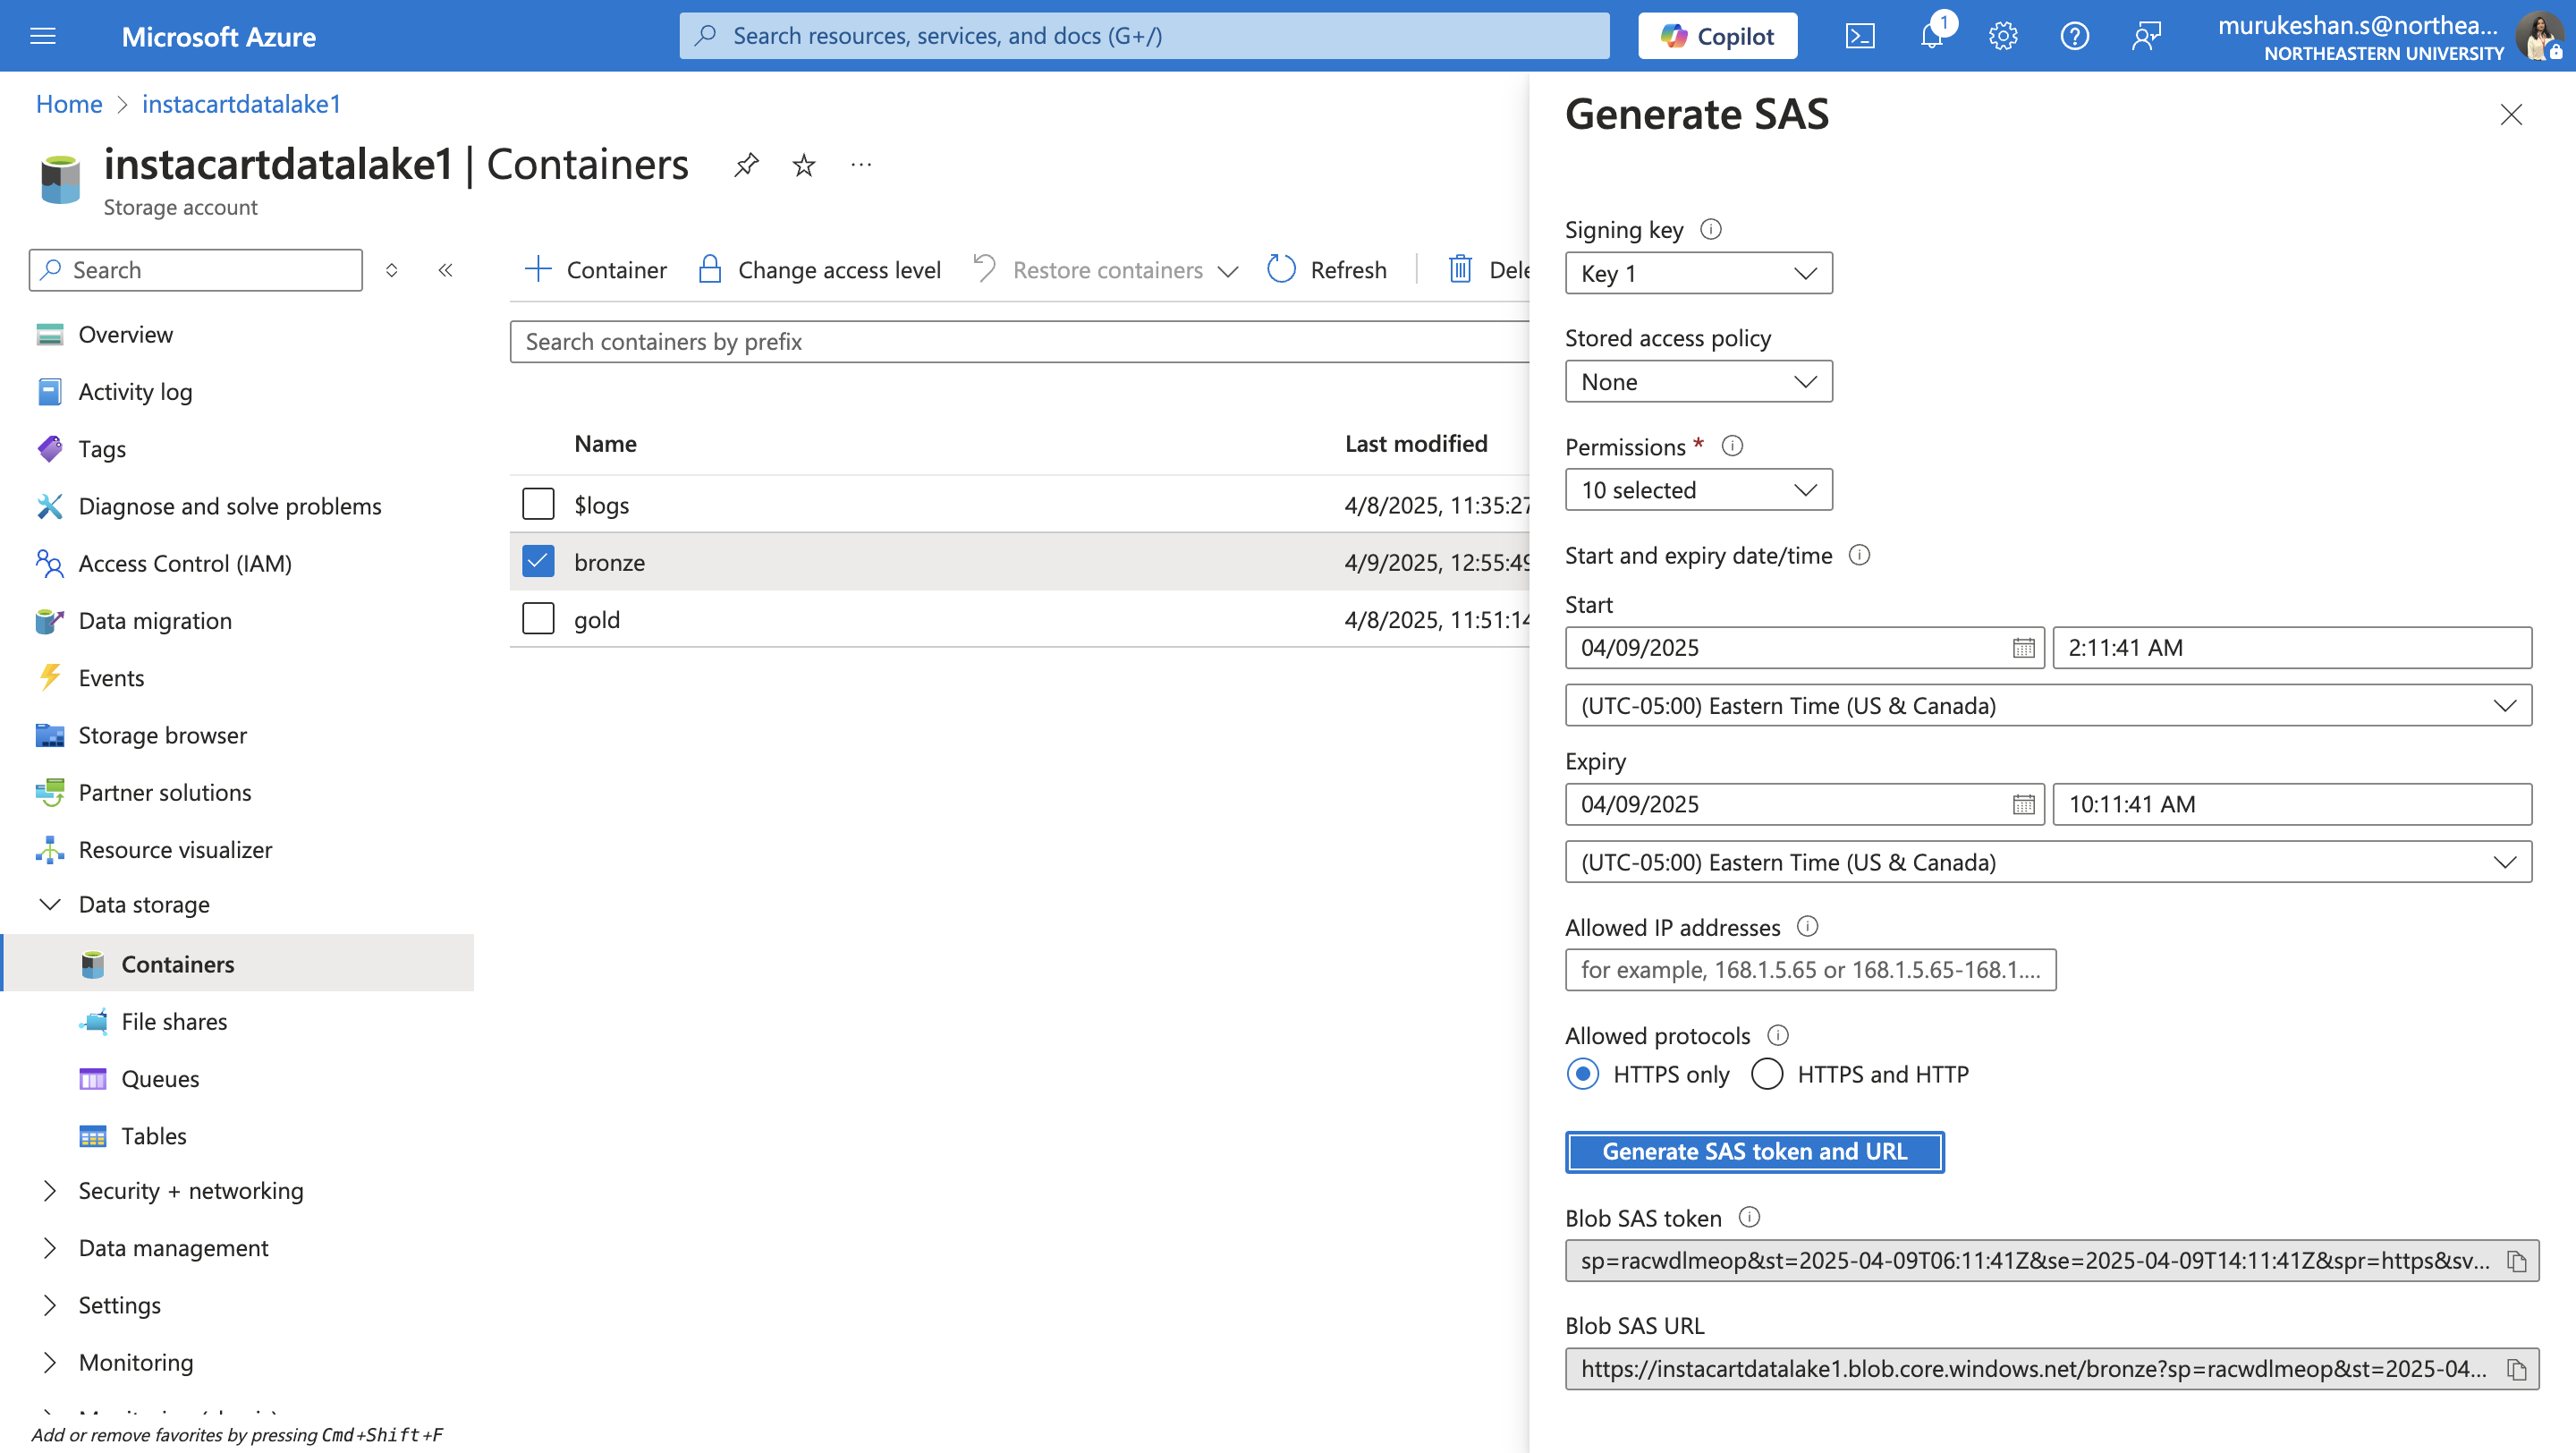 Microsoft Azure
Search resources, services, and docs (G+/)
Copilot
1
murukeshan.s@northea...
NORTHEASTERN UNIVERSITY
Home > instacartdatalake1
instacartdatalake1 | Containers
...
Storage account
Search
Overview
Activity log
Tags
Diagnose and solve problems
Access Control (IAM)
Data migration
Events
Storage browser
Partner solutions
Resource visualizer
Data storage
Containers
File shares
Queues
Tables
Security + networking
Data management
Settings
Monitoring
Add or remove favorites by pressing Cmd+Shift+F
Container
Change access level
Restore containers
Refresh
Dele
Search containers by prefix
Name Last modified
$logs 4/8/2025, 11:35:27
bronze 4/9/2025, 12:55:49
gold 4/8/2025, 11:51:14
Generate SAS
Signing key
Key 1
Stored access policy
None
Permissions *
10 selected
Start and expiry date/time
Start
04/09/2025 2:11:41 AM
(UTC-05:00) Eastern Time (US & Canada)
Expiry
04/09/2025 10:11:41 AM
(UTC-05:00) Eastern Time (US & Canada)
Allowed IP addresses
for example, 168.1.5.65 or 168.1.5.65-168.1....
Allowed protocols
HTTPS only HTTPS and HTTP
Generate SAS token and URL
Blob SAS token
sp=racwdlmeop&st=2025-04-09T06:11:41Z&se=2025-04-09T14:11:41Z&spr=https&sv...
Blob SAS URL
https://instacartdatalake1.blob.core.windows.net/bronze?sp=racwdlmeop&st=2025-04...